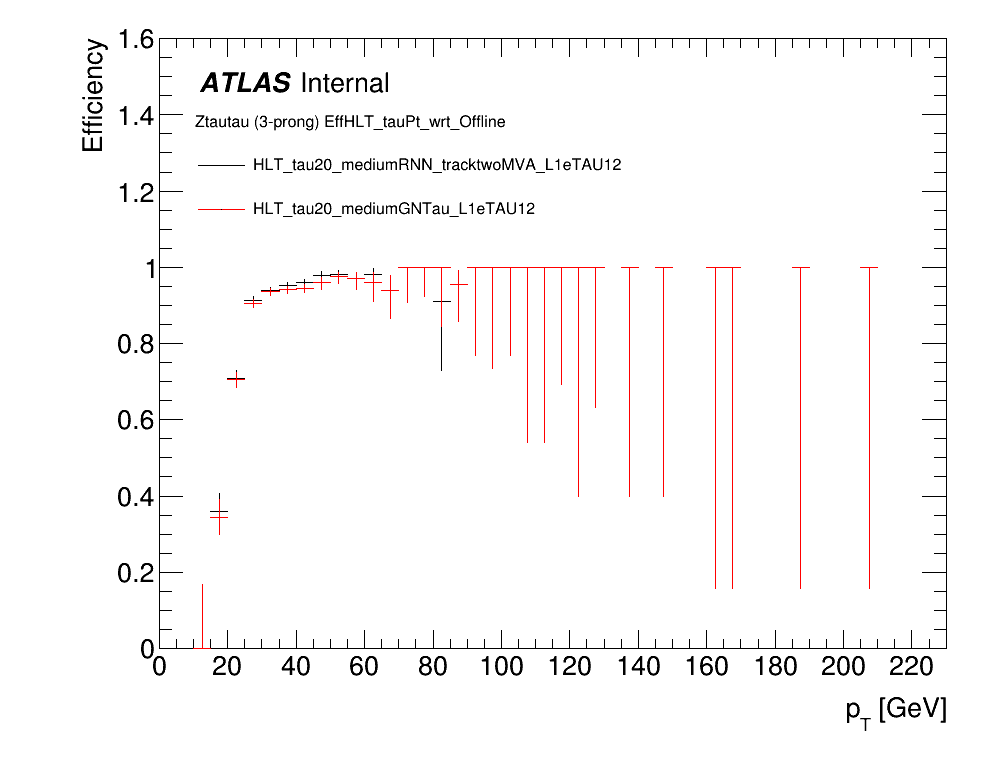 1.6
1.4
1.2
1
0.8
0.6
0.4
0.2
0
Efficiency
ATLAS Internal
Ztautau (3-prong) EffHLT_tauPt_wrt_Offline
HLT_tau20_mediumRNN_tracktwoMVA_L1eTAU12
HLT_tau20_mediumGNTau_L1eTAU12
0 20 40 60 80 100 120 140 160 180 200 220
pT [GeV]